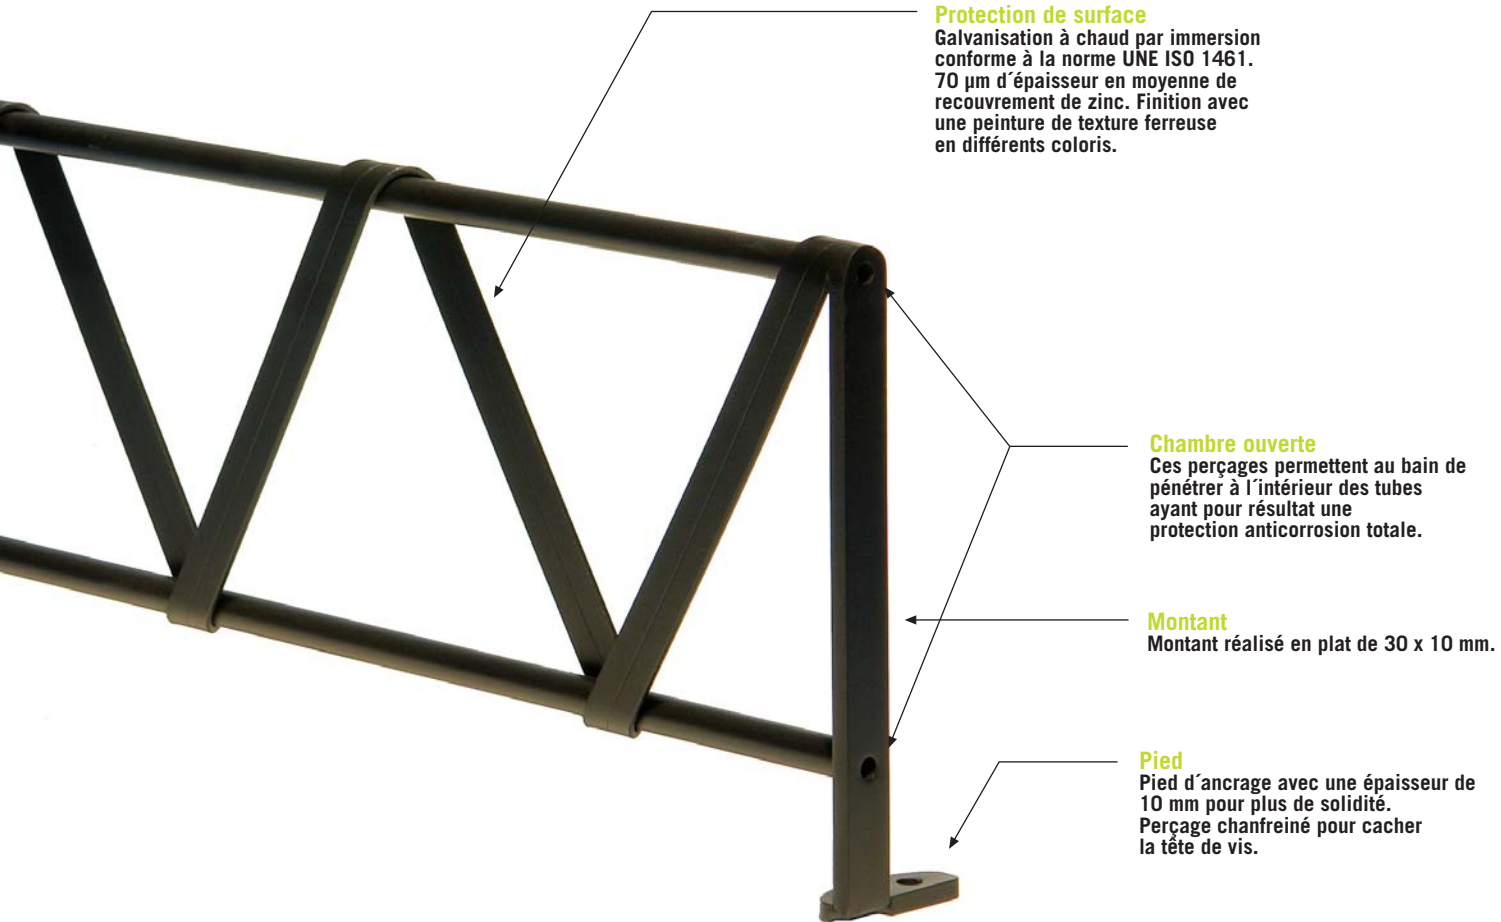 Protection de surface
Galvanisation à chaud par immersion
conforme à la norme UNE ISO 1461.
70 µm d´épaisseur en moyenne de
recouvrement de zinc. Finition avec
une peinture de texture ferreuse
en différents coloris.
Chambre ouverte
Ces perçages permettent au bain de
pénétrer à l´intérieur des tubes
ayant pour résultat une
protection anticorrosion totale.
Montant
Montant réalisé en plat de 30 x 10 mm.
Pied
Pied d´ancrage avec une épaisseur de
10 mm pour plus de solidité.
Perçage chanfreiné pour cacher
la tête de vis.